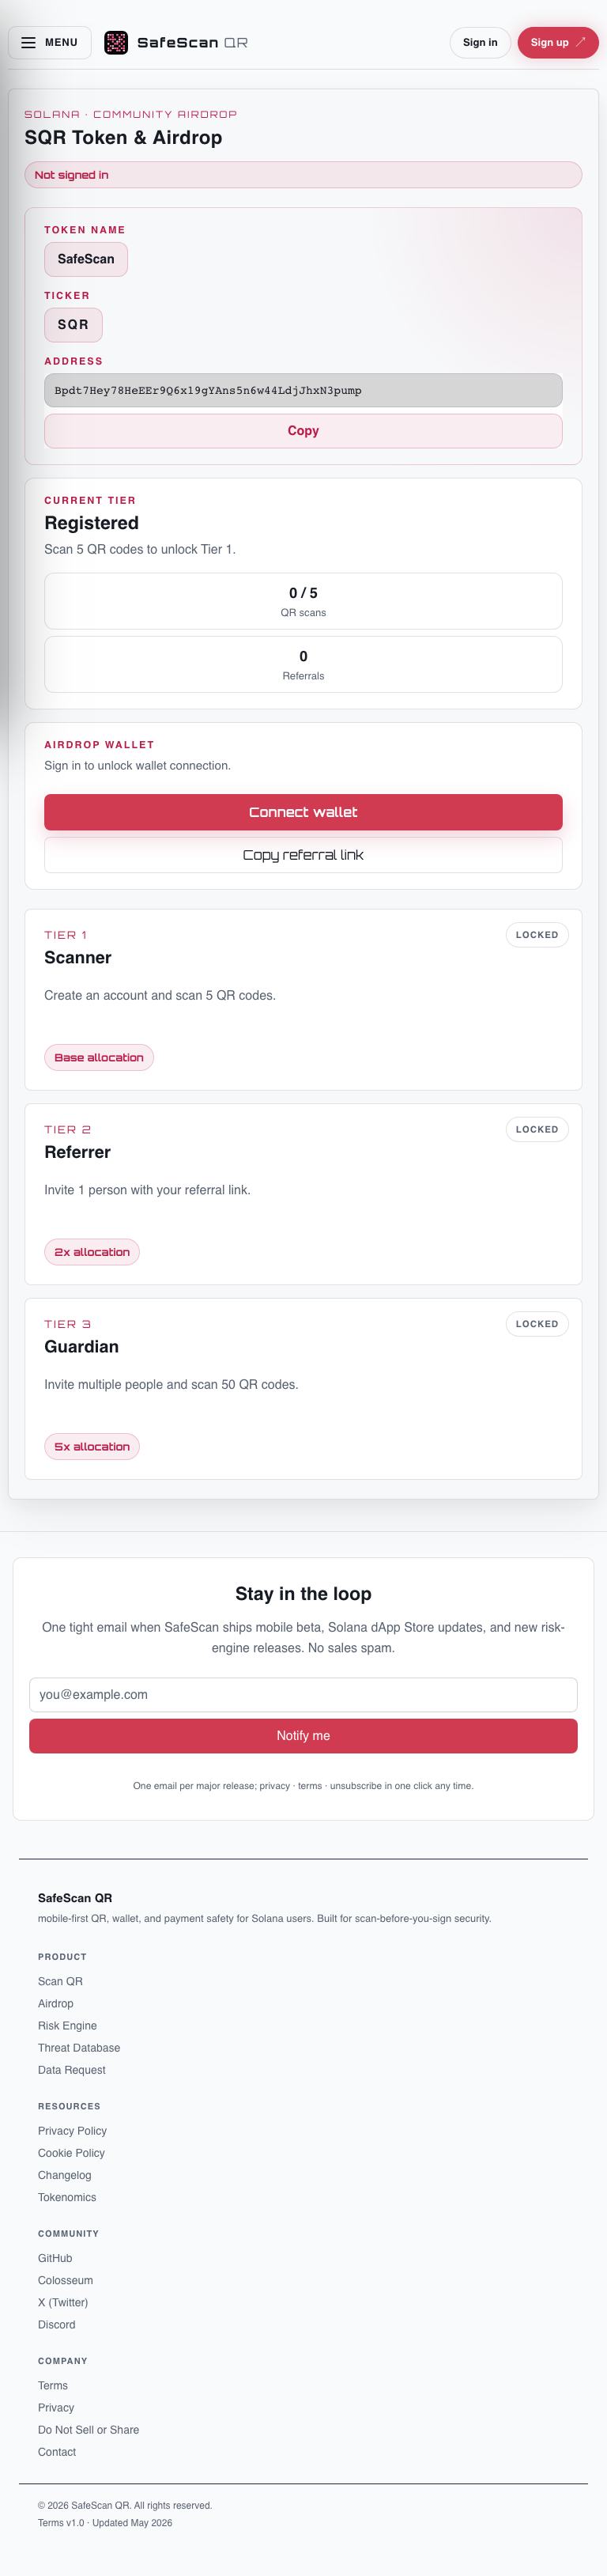 MENU
SafeScan QR
Sign in
Sign up ↗
SOLANA · COMMUNITY AIRDROP
SQR Token & Airdrop
Not signed in
TOKEN NAME
SafeScan
TICKER
SQR
ADDRESS
Bpdt7Hey78HeEEr9Q6x19gYAns5n6w44LdjJhxN3pump
Copy
CURRENT TIER
Registered
Scan 5 QR codes to unlock Tier 1.
0 / 5
QR scans
0
Referrals
AIRDROP WALLET
Sign in to unlock wallet connection.
Connect wallet
Copy referral link
TIER 1
LOCKED
Scanner
Create an account and scan 5 QR codes.
Base allocation
TIER 2
LOCKED
Referrer
Invite 1 person with your referral link.
2x allocation
TIER 3
LOCKED
Guardian
Invite multiple people and scan 50 QR codes.
5x allocation
Stay in the loop
One tight email when SafeScan ships mobile beta, Solana dApp Store updates, and new risk-
engine releases. No sales spam.
you@example.com
Notify me
One email per major release; privacy · terms · unsubscribe in one click any time.
SafeScan QR
mobile-first QR, wallet, and payment safety for Solana users. Built for scan-before-you-sign security.
PRODUCT
Scan QR
Airdrop
Risk Engine
Threat Database
Data Request
RESOURCES
Privacy Policy
Cookie Policy
Changelog
Tokenomics
COMMUNITY
GitHub
Colosseum
X (Twitter)
Discord
COMPANY
Terms
Privacy
Do Not Sell or Share
Contact
© 2026 SafeScan QR. All rights reserved.
Terms v1.0 · Updated May 2026